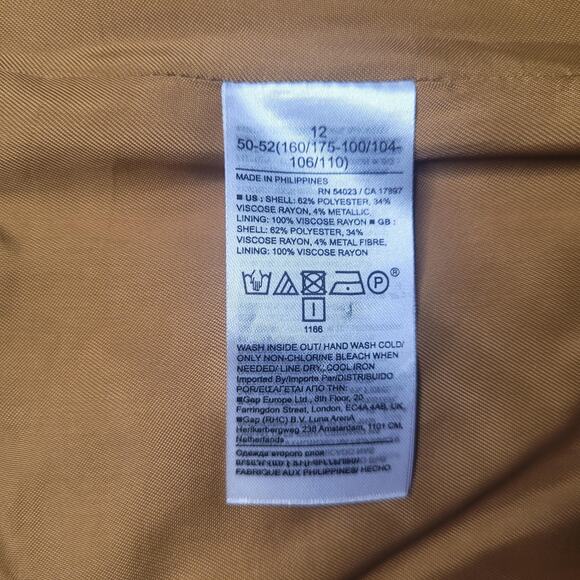 12
50-52(160/175-100/104-
106/110)
MADE IN PHILIPPINES
RN 54023 / CA 17897
■ US : SHELL: 62% POLYESTER, 34%
VISCOSE RAYON, 4% METALLIC,
LINING: 100% VISCOSE RAYON ■ GB :
SHELL: 62% POLYESTER, 34%
VISCOSE RAYON, 4% METAL FIBRE,
LINING: 100% VISCOSE RAYON
P ®
I
1166
WASH INSIDE OUT/ HAND WASH COLD/
ONLY NON-CHLORINE BLEACH WHEN
NEEDED/ LINE DRY, COOL IRON
Imported By/Importe Par/DISTRIBUIDO
POR/ΕΙΣΑΓΕΤΑΙ ΑΠΟ ΤΗΝ:
■Gap Europe Ltd., 8th Floor, 20
Farringdon Street, London, EC4A 4AB, UK,
■Gap (RHC) B.V. Luna ArenA
Herikerbergweg 238 Amsterdam, 1101 CM,
Netherlands
Одежда второго слоя
FABRIQUE AUX PHILIPPINES/ HECHO